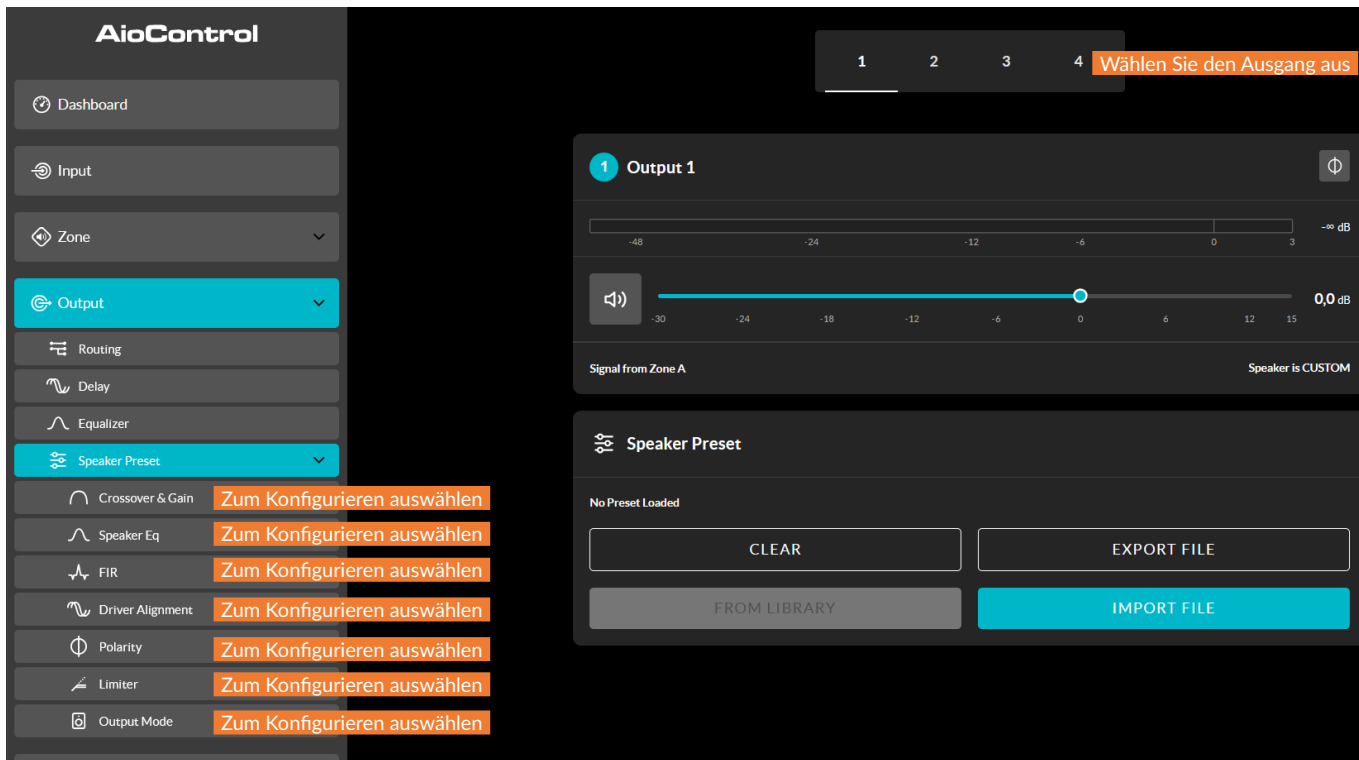 AioControl
Dashboard
Input
Zone
Output
Routing
Delay
Equalizer
Speaker Preset
Crossover & Gain Zum Konfigurieren auswählen
Speaker Eq Zum Konfigurieren auswählen
FIR Zum Konfigurieren auswählen
Driver Alignment Zum Konfigurieren auswählen
Polarity Zum Konfigurieren auswählen
Limiter Zum Konfigurieren auswählen
Output Mode Zum Konfigurieren auswählen
1 2 3 4 Wählen Sie den Ausgang aus
1 Output 1
-∞ dB
-48 -24 -12 -6 0 3
0,0 dB
-30 -24 -18 -12 -6 0 6 12 15
Signal from Zone A Speaker is CUSTOM
Speaker Preset
No Preset Loaded
CLEAR EXPORT FILE
FROM LIBRARY IMPORT FILE